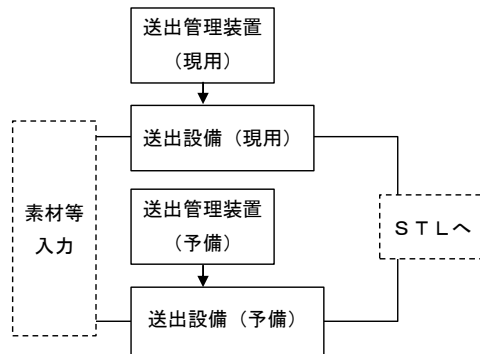 送出管理装置
（現用）
送出設備（現用）
素材等
入力
送出管理装置
（予備）
ＳＴＬへ
送出設備（予備）